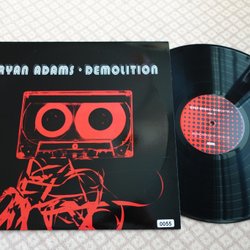 RYAN ADAMS • DEMOLITION
0055